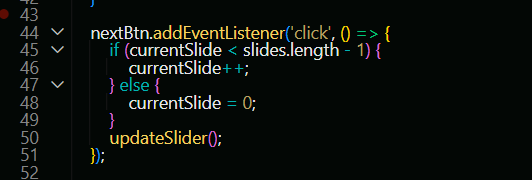 42 }
43
44 nextBtn.addEventListener('click', () => {
45 if (currentSlide < slides.length - 1) {
46 currentSlide++;
47 } else {
48 currentSlide = 0;
49 }
50 updateSlider();
51 });
52